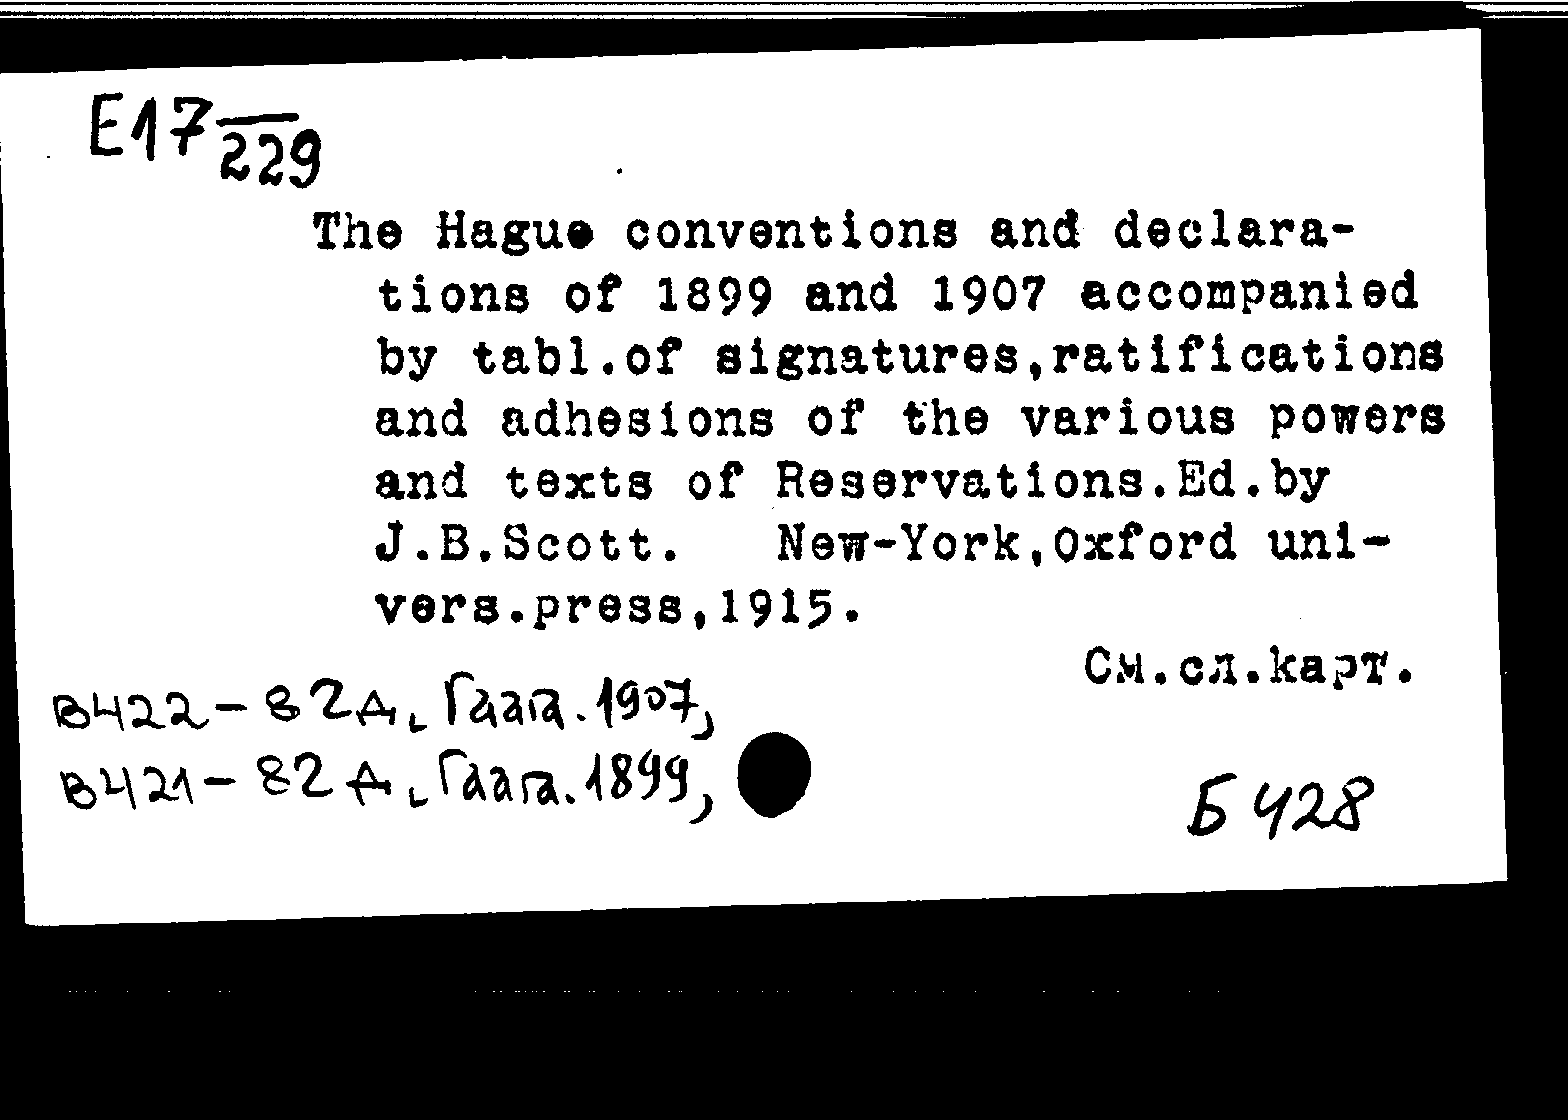 E17/229
The Hague conventions and declara-
tions of 1899 and 1907 accompanied
by tabl.of signatures,ratifications
and adhesions of the various powers
and texts of Reservations.Ed.by
J.B.Scott. New-York,Oxford uni-
vers.press,1915.
См.сл.карт.
В422-82Д, Гаага.1907,
В421-82Д, Гаага.1899,
Б428